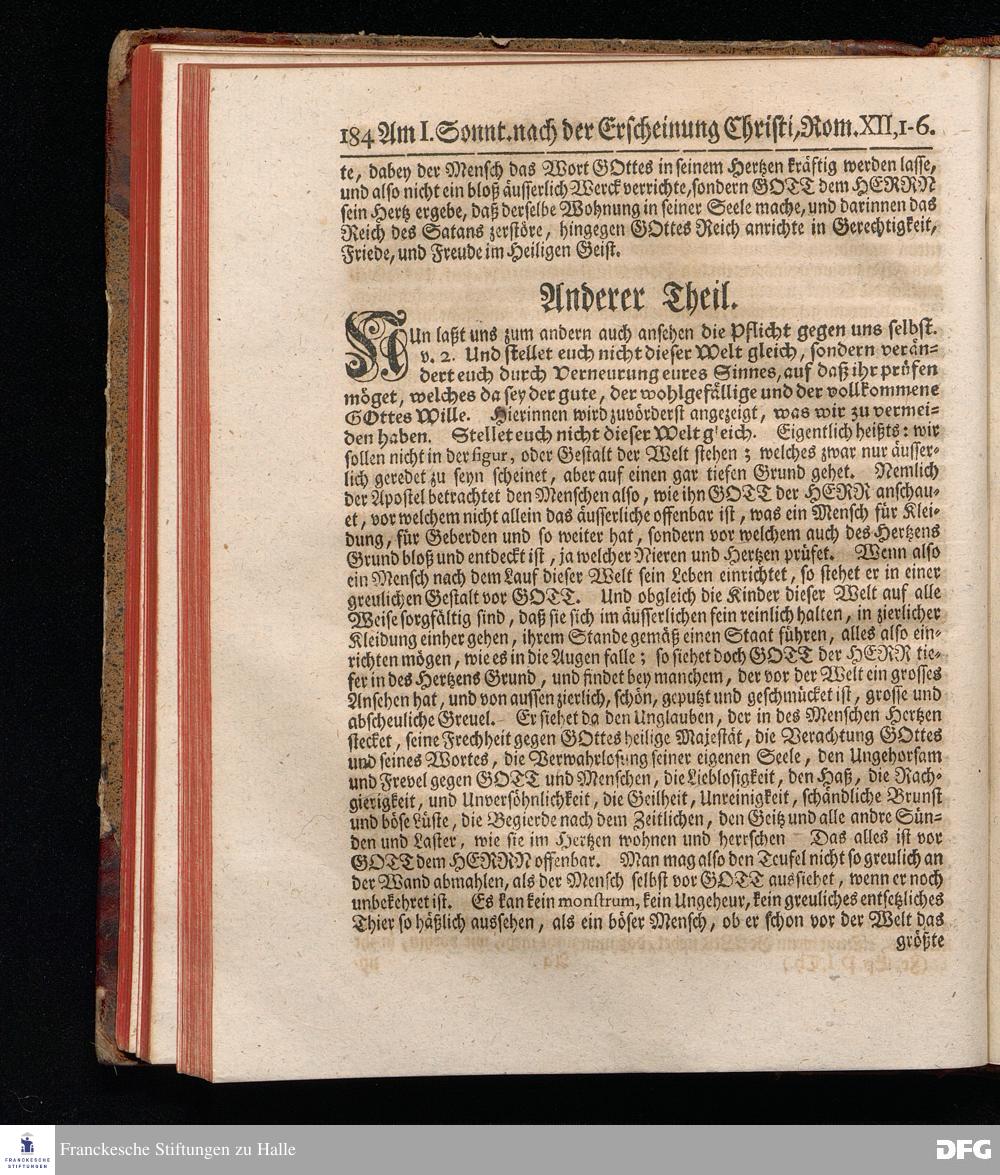 184 Am I. Sonnt. nach der Erscheinung Christi, Rom. XII, 1-6.
te, dabey der Mensch das Wort GOttes in seinem Hertzen kräftig werden lasse,
und also nicht ein bloß äusserlich Werck verrichte, sondern GOTT dem HERRN
sein Hertz ergebe, daß derselbe Wohnung in seiner Seele mache, und darinnen das
Reich des Satans zerstöre, hingegen GOttes Reich anrichte in Gerechtigkeit,
Friede, und Freude im Heiligen Geist.
Anderer Theil.
NUn laßt uns zum andern auch ansehen die Pflicht gegen uns selbst.
v. 2. Und stellet euch nicht dieser Welt gleich, sondern verän-
dert euch durch Verneurung eures Sinnes, auf daß ihr prüfen
möget, welches da sey der gute, der wohlgefällige und der vollkommene
GOttes Wille. Hierinnen wird zuvörderst angezeigt, was wir zu vermei-
den haben. Stellet euch nicht dieser Welt gleich. Eigentlich heißts: wir
sollen nicht in der figur, oder Gestalt der Welt stehen; welches zwar nur äusser-
lich geredet zu seyn scheinet, aber auf einen gar tiefen Grund gehet. Nemlich
der Apostel betrachtet den Menschen also, wie ihn GOTT der HERR anschau-
et, vor welchem nicht allein das äusserliche offenbar ist, was ein Mensch für Klei-
dung, für Geberden und so weiter hat, sondern vor welchem auch des Hertzens
Grund bloß und entdeckt ist, ja welcher Nieren und Hertzen prüfet. Wenn also
ein Mensch nach dem Lauf dieser Welt sein Leben einrichtet, so stehet er in einer
greulichen Gestalt vor GOTT. Und obgleich die Kinder dieser Welt auf alle
Weise sorgfältig sind, daß sie sich im äusserlichen fein reinlich halten, in zierlicher
Kleidung einher gehen, ihrem Stande gemäß einen Staat führen, alles also ein-
richten mögen, wie es in die Augen falle; so siehet doch GOTT der HERR tie-
fer in des Hertzens Grund, und findet bey manchem, der vor der Welt ein grosses
Ansehen hat, und von aussen zierlich, schön, geputzt und geschmücket ist, grosse und
abscheuliche Greuel. Er siehet da den Unglauben, der in des Menschen Hertzen
stecket, seine Frechheit gegen GOttes heilige Majestät, die Verachtung GOttes
und seines Wortes, die Verwahrlosung seiner eigenen Seele, den Ungehorsam
und Frevel gegen GOTT und Menschen, die Lieblosigkeit, den Haß, die Rach-
gierigkeit, und Unversöhnlichkeit, die Geilheit, Unreinigkeit, schändliche Brunst
und böse Lüste, die Begierde nach dem Zeitlichen, den Geitz und alle andre Sün-
den und Laster, wie sie im Hertzen wohnen und herrschen Das alles ist vor
GOTT dem HERRN offenbar. Man mag also den Teufel nicht so greulich an
der Wand abmahlen, als der Mensch selbst vor GOTT aussiehet, wenn er noch
unbekehret ist. Es kan kein monstrum, kein Ungeheur, kein greuliches entsetzliches
Thier so häßlich aussehen, als ein böser Mensch, ob er schon vor der Welt das
größte
FRANCKESCHE STIFTUNGEN
Franckesche Stiftungen zu Halle
DFG